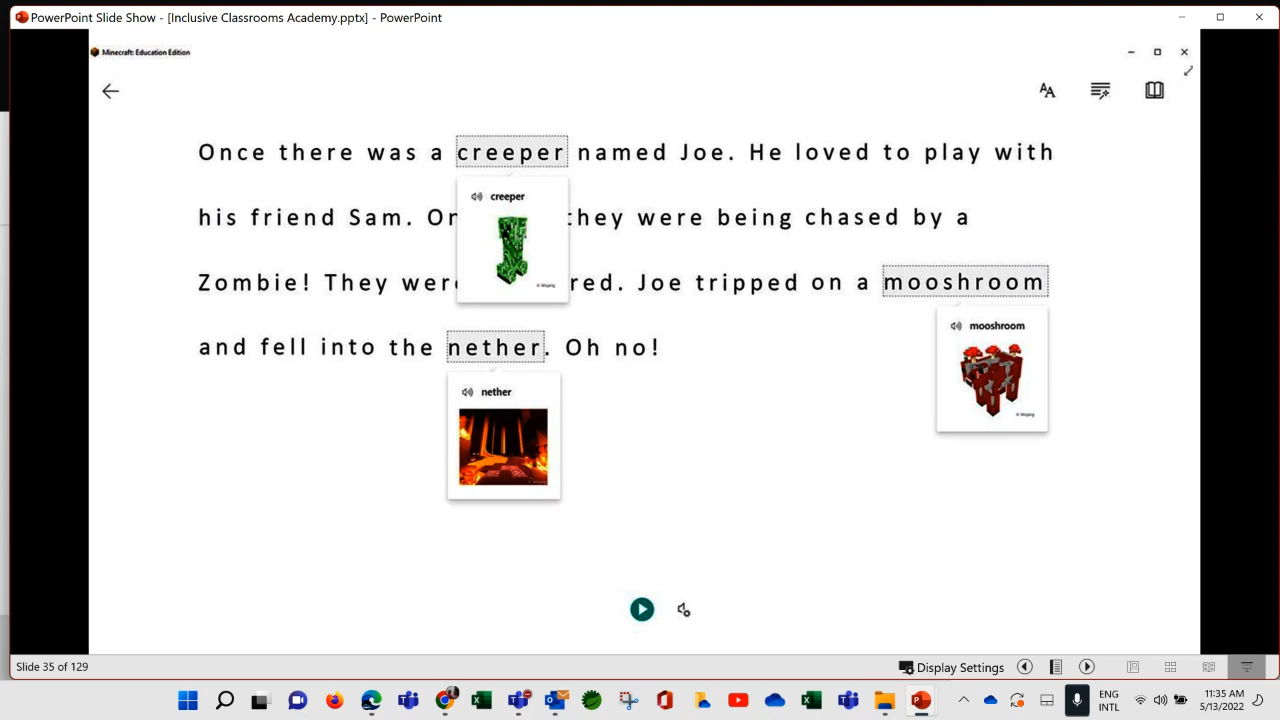 PowerPoint Slide Show - [Inclusive Classrooms Academy.pptx] - PowerPoint
Minecraft: Education Edition
Once there was a creeper named Joe. He loved to play with
creeper
his friend Sam. On they were being chased by a
© Mojang
Zombie! They were red. Joe tripped on a mooshroom
mooshroom
and fell into the nether. Oh no!
nether
© Mojang
Slide 35 of 129
Display Settings
ENG
INTL
11:35 AM
5/13/2022